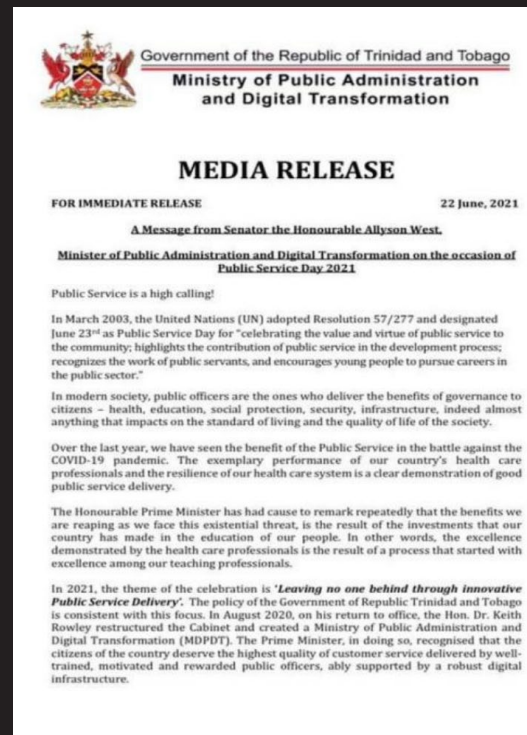 Government of the Republic of Trinidad and Tobago
Ministry of Public Administration
and Digital Transformation
MEDIA RELEASE
FOR IMMEDIATE RELEASE 22 June, 2021
A Message from Senator the Honourable Allyson West,
Minister of Public Administration and Digital Transformation on the occasion of
Public Service Day 2021
Public Service is a high calling!
In March 2003, the United Nations (UN) adopted Resolution 57/277 and designated
June 23rd as Public Service Day for "celebrating the value and virtue of public service to
the community; highlights the contribution of public service in the development process;
recognizes the work of public servants, and encourages young people to pursue careers in
the public sector."
In modern society, public officers are the ones who deliver the benefits of governance to
citizens – health, education, social protection, security, infrastructure, indeed almost
anything that impacts on the standard of living and the quality of life of the society.
Over the last year, we have seen the benefit of the Public Service in the battle against the
COVID-19 pandemic. The exemplary performance of our country's health care
professionals and the resilience of our health care system is a clear demonstration of good
public service delivery.
The Honourable Prime Minister has had cause to remark repeatedly that the benefits we
are reaping as we face this existential threat, is the result of the investments that our
country has made in the education of our people. In other words, the excellence
demonstrated by the health care professionals is the result of a process that started with
excellence among our teaching professionals.
In 2021, the theme of the celebration is 'Leaving no one behind through innovative
Public Service Delivery'. The policy of the Government of Republic Trinidad and Tobago
is consistent with this focus. In August 2020, on his return to office, the Hon. Dr. Keith
Rowley restructured the Cabinet and created a Ministry of Public Administration and
Digital Transformation (MDPDT). The Prime Minister, in doing so, recognised that the
citizens of the country deserve the highest quality of customer service delivered by well-
trained, motivated and rewarded public officers, ably supported by a robust digital
infrastructure.